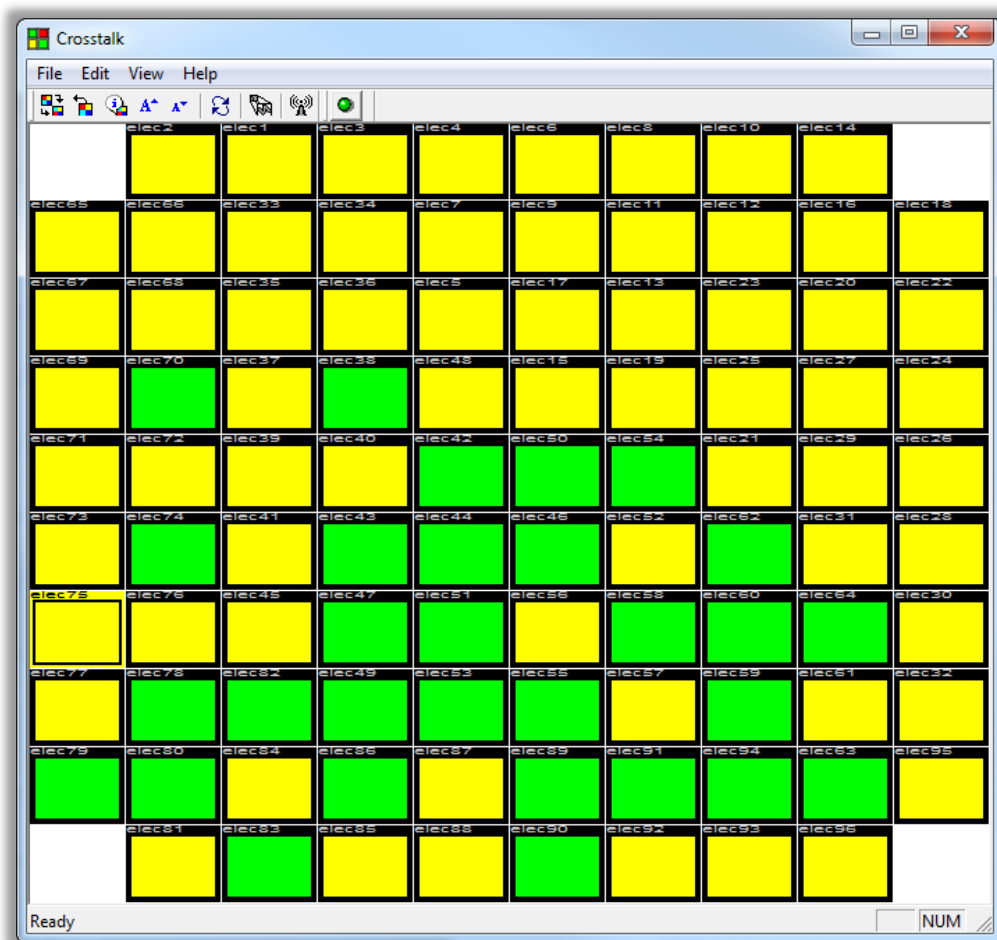 Crosstalk
File Edit View Help
elec2 elec1 elec3 elec4 elec6 elec8 elec10 elec14
elec65 elec66 elec33 elec34 elec7 elec9 elec11 elec12 elec16 elec18
elec67 elec68 elec35 elec36 elec5 elec17 elec13 elec23 elec20 elec22
elec69 elec70 elec37 elec38 elec48 elec15 elec19 elec25 elec27 elec24
elec71 elec72 elec39 elec40 elec42 elec50 elec54 elec21 elec29 elec26
elec73 elec74 elec41 elec43 elec44 elec46 elec52 elec62 elec31 elec28
elec75 elec76 elec45 elec47 elec51 elec56 elec58 elec60 elec64 elec30
elec77 elec78 elec82 elec49 elec53 elec55 elec57 elec59 elec61 elec32
elec79 elec80 elec84 elec86 elec87 elec89 elec91 elec94 elec63 elec95
elec81 elec83 elec85 elec88 elec90 elec92 elec93 elec96
Ready NUM